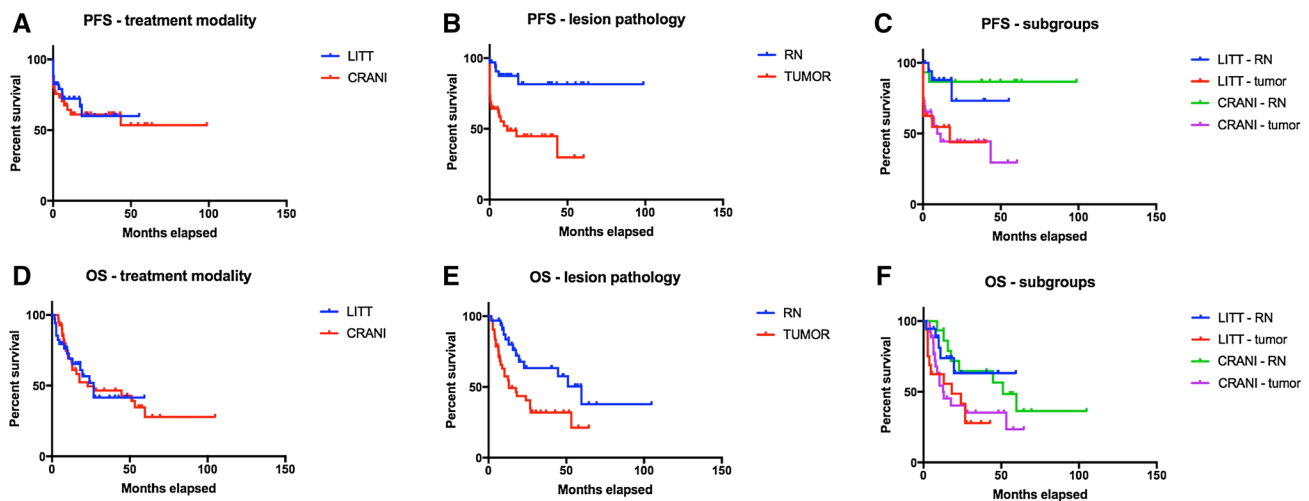 A
PFS - treatment modality
Percent survival
100
50
0
0 50 100 150
Months elapsed
LITT
CRANI
B
PFS - lesion pathology
Percent survival
100
50
0
0 50 100 150
Months elapsed
RN
TUMOR
C
PFS - subgroups
Percent survival
100
50
0
0 50 100 150
Months elapsed
LITT - RN
LITT - tumor
CRANI - RN
CRANI - tumor
D
OS - treatment modality
Percent survival
100
50
0
0 50 100 150
Months elapsed
LITT
CRANI
E
OS - lesion pathology
Percent survival
100
50
0
0 50 100 150
Months elapsed
RN
TUMOR
F
OS - subgroups
Percent survival
100
50
0
0 50 100 150
Months elapsed
LITT - RN
LITT - tumor
CRANI - RN
CRANI - tumor